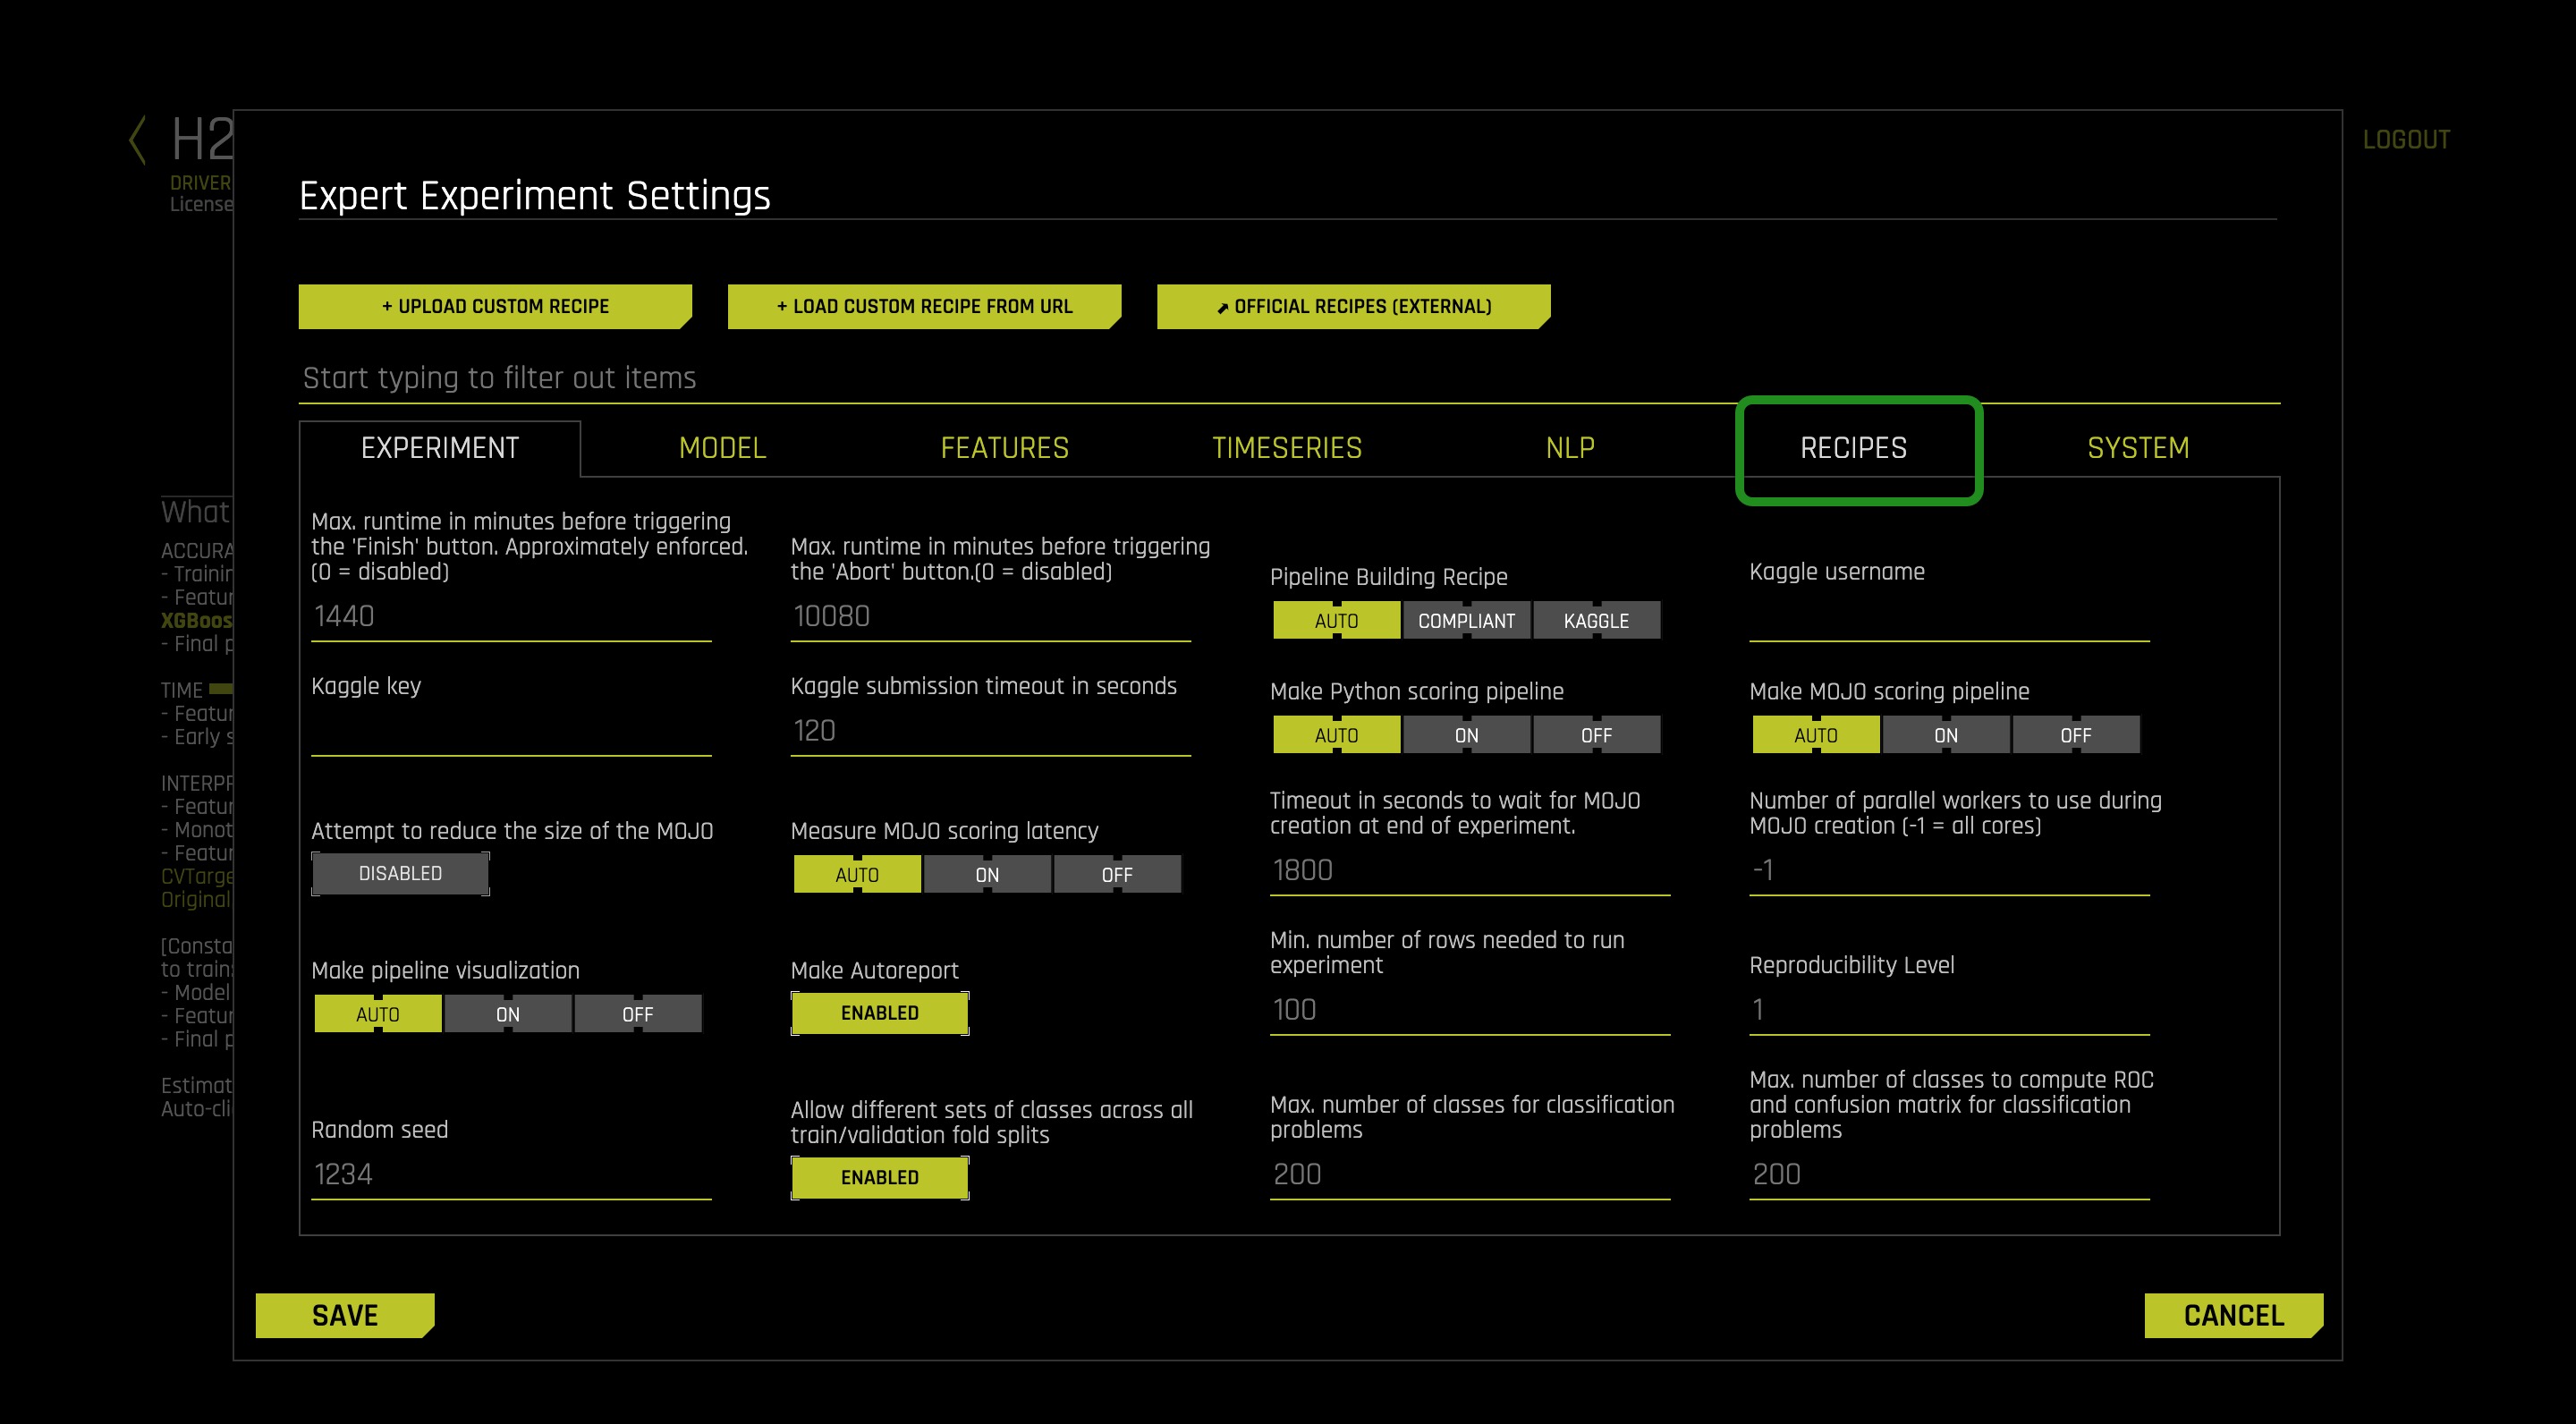 H2
LOGOUT
DRIVER
License
Expert Experiment Settings
+ UPLOAD CUSTOM RECIPE
+ LOAD CUSTOM RECIPE FROM URL
OFFICIAL RECIPES (EXTERNAL)
Start typing to filter out items
EXPERIMENT MODEL FEATURES TIMESERIES NLP RECIPES SYSTEM
What
ACCURA
- Trainin
- Featur
XGBoos
- Final p
TIME
- Featur
- Early s
INTERPR
- Featur
- Monot
- Featur
CVTarge
Original
[Consta
to train
- Model
- Featur
- Final p
Estimat
Auto-cli
Max. runtime in minutes before triggering
the 'Finish' button. Approximately enforced.
(0 = disabled)
1440
Max. runtime in minutes before triggering
the 'Abort' button.(0 = disabled)
10080
Pipeline Building Recipe
AUTO COMPLIANT KAGGLE
Kaggle username
Kaggle key
Kaggle submission timeout in seconds
120
Make Python scoring pipeline
AUTO ON OFF
Make MOJO scoring pipeline
AUTO ON OFF
Attempt to reduce the size of the MOJO
DISABLED
Measure MOJO scoring latency
AUTO ON OFF
Timeout in seconds to wait for MOJO
creation at end of experiment.
1800
Number of parallel workers to use during
MOJO creation (-1 = all cores)
-1
Make pipeline visualization
AUTO ON OFF
Make Autoreport
ENABLED
Min. number of rows needed to run
experiment
100
Reproducibility Level
1
Random seed
1234
Allow different sets of classes across all
train/validation fold splits
ENABLED
Max. number of classes for classification
problems
200
Max. number of classes to compute ROC
and confusion matrix for classification
problems
200
SAVE
CANCEL